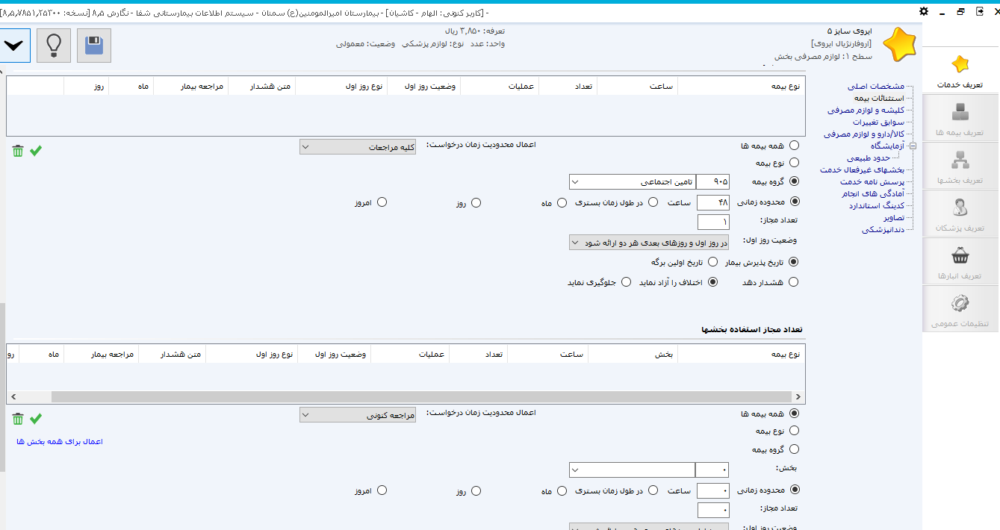 - [کاربر کنونی: الهام - کاشیان] - بیمارستان امیرالمومنین(ع) سمنان - سیستم اطلاعات بیمارستانی شفا - نگارش ۸٫۵ [نسخه: ۸٫۵٫۷۸۵۱٫۲۵۳۰۰]
ایروی سایز ۵
[اروفارنژیال ایروی]
سطح ۱: لوازم مصرفی بخش
تعرفه: ۳,۸۵۰ ریال
واحد: عدد نوع: لوازم پزشکی وضعیت: معمولی
تعریف خدمات
تعریف بیمه ها
تعریف بخشها
تعریف پزشکان
تعریف انبارها
تنظیمات عمومی
مشخصات اصلی
استثنائات بیمه
کلیشه و لوازم مصرفی
سوابق تغییرات
کالا/دارو و لوازم مصرفی
آزمایشگاه
حدود طبیعی
بخشهای غیرفعال خدمت
پرسش نامه خدمت
آمادگی های انجام
کدینگ استاندارد
تصاویر
دندانپزشکی
نوع بیمه ساعت تعداد عملیات وضعیت روز اول نوع روز اول متن هشدار مراجعه بیمار ماه روز
همه بیمه ها اعمال محدودیت زمان درخواست: کلیه مراجعات
نوع بیمه
گروه بیمه ۹۰۵ تامین اجتماعی
محدوده زمانی ۴۸ ساعت در طول زمان بستری ماه روز امروز
تعداد مجاز: ۱
وضعیت روز اول: در روز اول و روزهای بعدی هر دو ارائه شود
تاریخ پذیرش بیمار تاریخ اولین برگه
هشدار دهد اختلاف را آزاد نماید جلوگیری نماید
تعداد مجاز استفاده بخشها
نوع بیمه بخش ساعت تعداد عملیات وضعیت روز اول نوع روز اول متن هشدار مراجعه بیمار ماه رو
همه بیمه ها اعمال محدودیت زمان درخواست: مراجعه کنونی
نوع بیمه
اعمال برای همه بخش ها
گروه بیمه
بخش: ۰
محدوده زمانی ۰ ساعت در طول زمان بستری ماه روز امروز
تعداد مجاز: ۰
وضعیت روز اول: